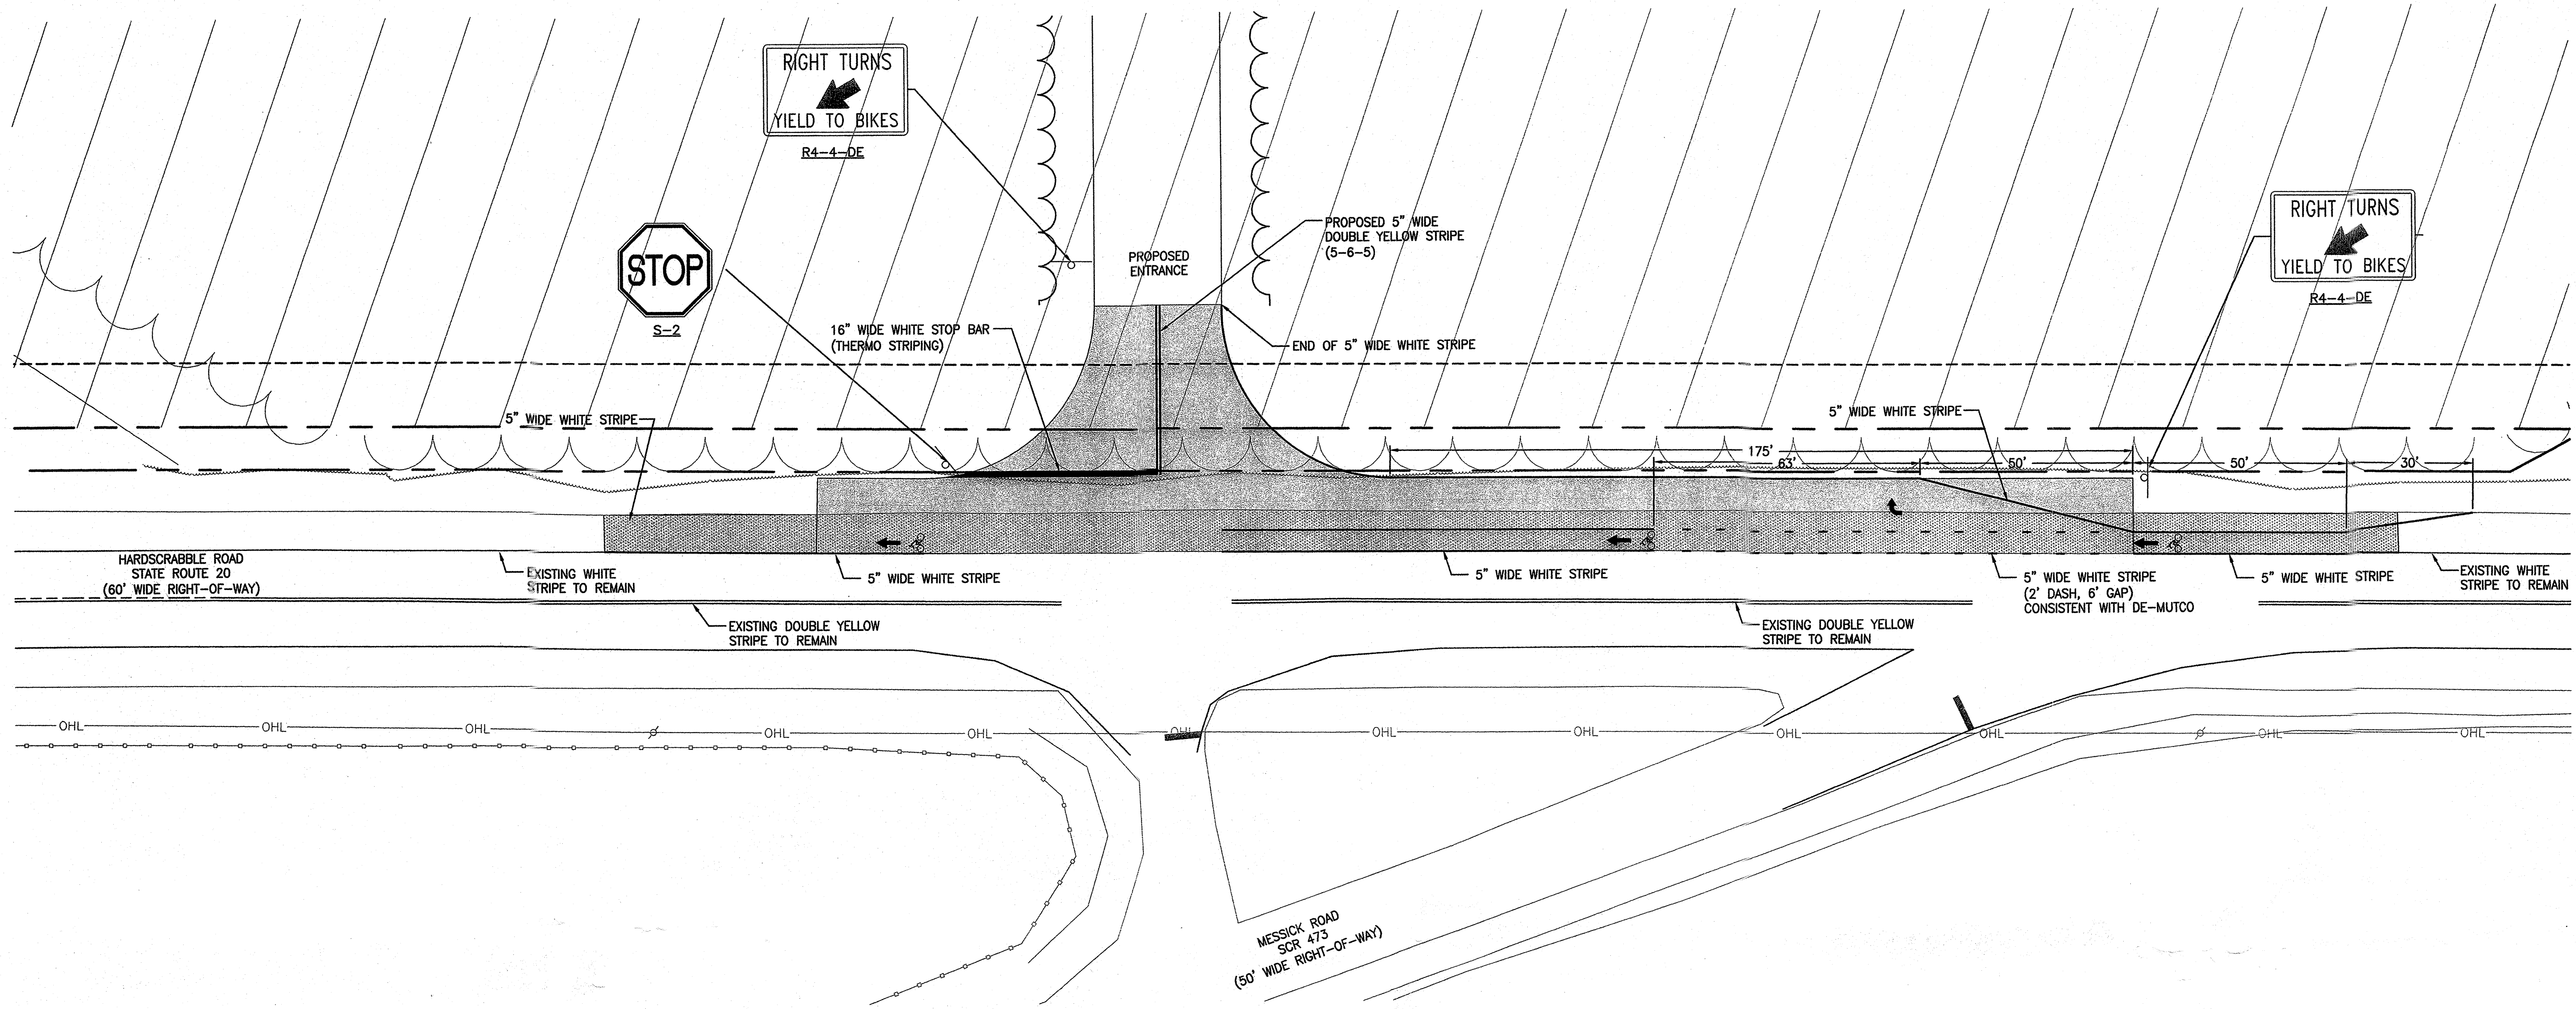 RIGHT TURNS
YIELD TO BIKES
R4-4-DE
STOP
S-2
PROPOSED
ENTRANCE
PROPOSED 5" WIDE
DOUBLE YELLOW STRIPE
(5-6-5)
RIGHT TURNS
YIELD TO BIKES
R4-4-DE
16" WIDE WHITE STOP BAR
(THERMO STRIPING)
END OF 5" WIDE WHITE STRIPE
5" WIDE WHITE STRIPE
5" WIDE WHITE STRIPE
175'
63'
50'
50'
30'
HARDSCRABBLE ROAD
STATE ROUTE 20
(60' WIDE RIGHT-OF-WAY)
EXISTING WHITE
STRIPE TO REMAIN
5" WIDE WHITE STRIPE
5" WIDE WHITE STRIPE
5" WIDE WHITE STRIPE
(2' DASH, 6' GAP)
CONSISTENT WITH DE-MUTCO
5" WIDE WHITE STRIPE
EXISTING WHITE
STRIPE TO REMAIN
EXISTING DOUBLE YELLOW
STRIPE TO REMAIN
EXISTING DOUBLE YELLOW
STRIPE TO REMAIN
OHL
OHL
OHL
OHL
OHL
OHL
OHL
OHL
OHL
OHL
OHL
OHL
MESSICK ROAD
SCR 473
(50' WIDE RIGHT-OF-WAY)